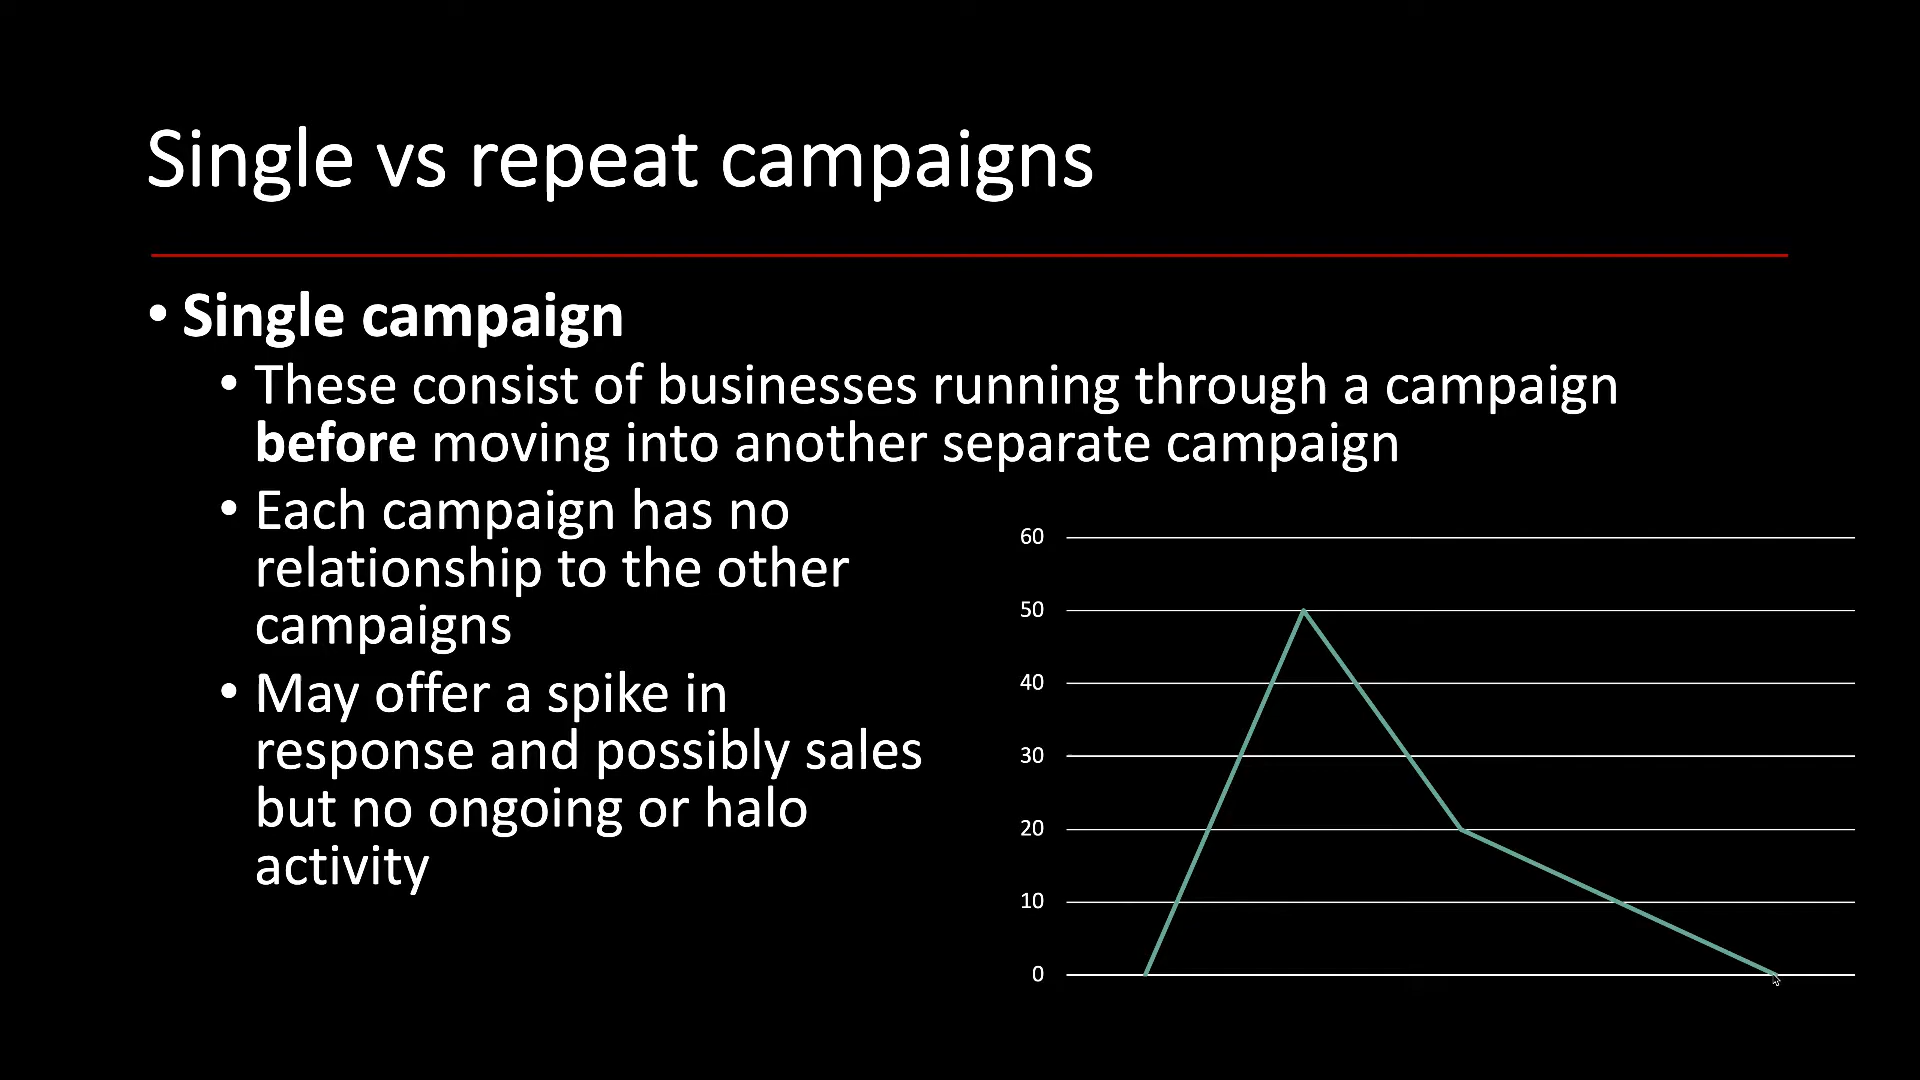 Single vs repeat campaigns
• Single campaign
• These consist of businesses running through a campaign
before moving into another separate campaign
• Each campaign has no
relationship to the other
campaigns
• May offer a spike in
response and possibly sales
but no ongoing or halo
activity
60
50
40
30
20
10
0